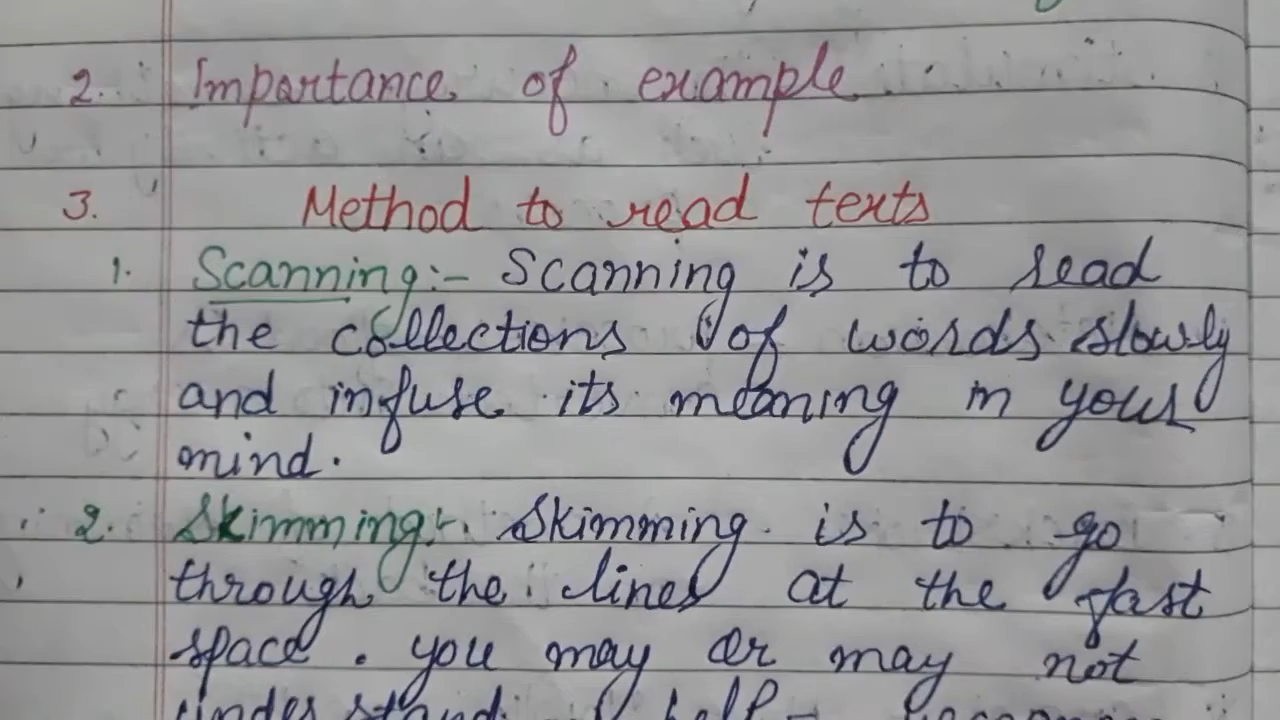 2. Importance of example
3. Method to read texts
1. Scanning:- Scanning is to read
the collections of words slowly
and infuse its meaning in your
mind.
2. Skimming:- Skimming is to go
through the lines at the fast
space. you may or may not
understand